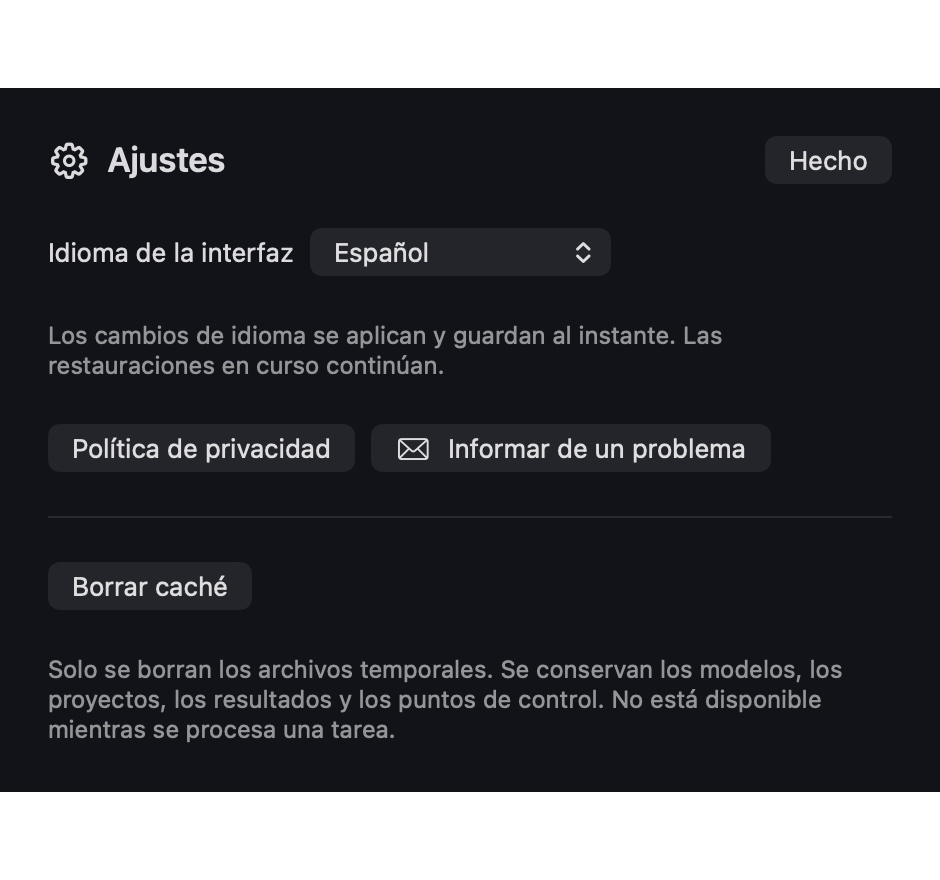 Ajustes
Hecho
Idioma de la interfaz
Español
Los cambios de idioma se aplican y guardan al instante. Las
restauraciones en curso continúan.
Política de privacidad
Informar de un problema
Borrar caché
Solo se borran los archivos temporales. Se conservan los modelos, los
proyectos, los resultados y los puntos de control. No está disponible
mientras se procesa una tarea.